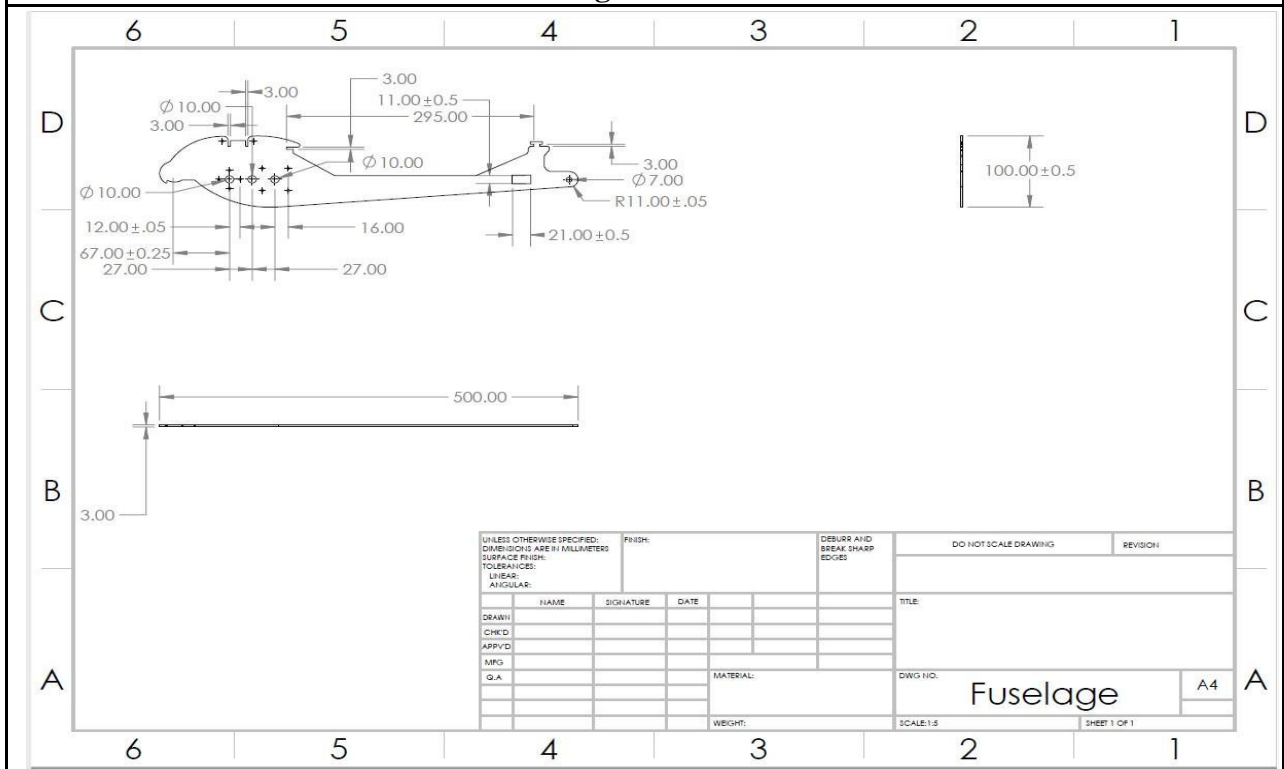 6 5 4 3 2 1
D
D
3.00
3.00
11.00±0.5
295.00
Ø 10.00
3.00
Ø 10.00
3.00
Ø 7.00
R11.00±.05
Ø 10.00
12.00±.05
16.00
21.00±0.5
67.00±0.25
27.00
27.00
100.00±0.5
C
C
500.00
3.00
B
B
UNLESS OTHERWISE SPECIFIED:
DIMENSIONS ARE IN MILLIMETERS
SURFACE FINISH:
TOLERANCES:
LINEAR:
ANGULAR:
FINISH:
DEBURR AND
BREAK SHARP
EDGES
DO NOT SCALE DRAWING
REVISION
NAME SIGNATURE DATE
TITLE:
DRAWN
CHK'D
APPV'D
MFG
Q.A
MATERIAL:
DWG NO.
Fuselage
A4
WEIGHT:
SCALE:1:5
SHEET 1 OF 1
A
A
6 5 4 3 2 1